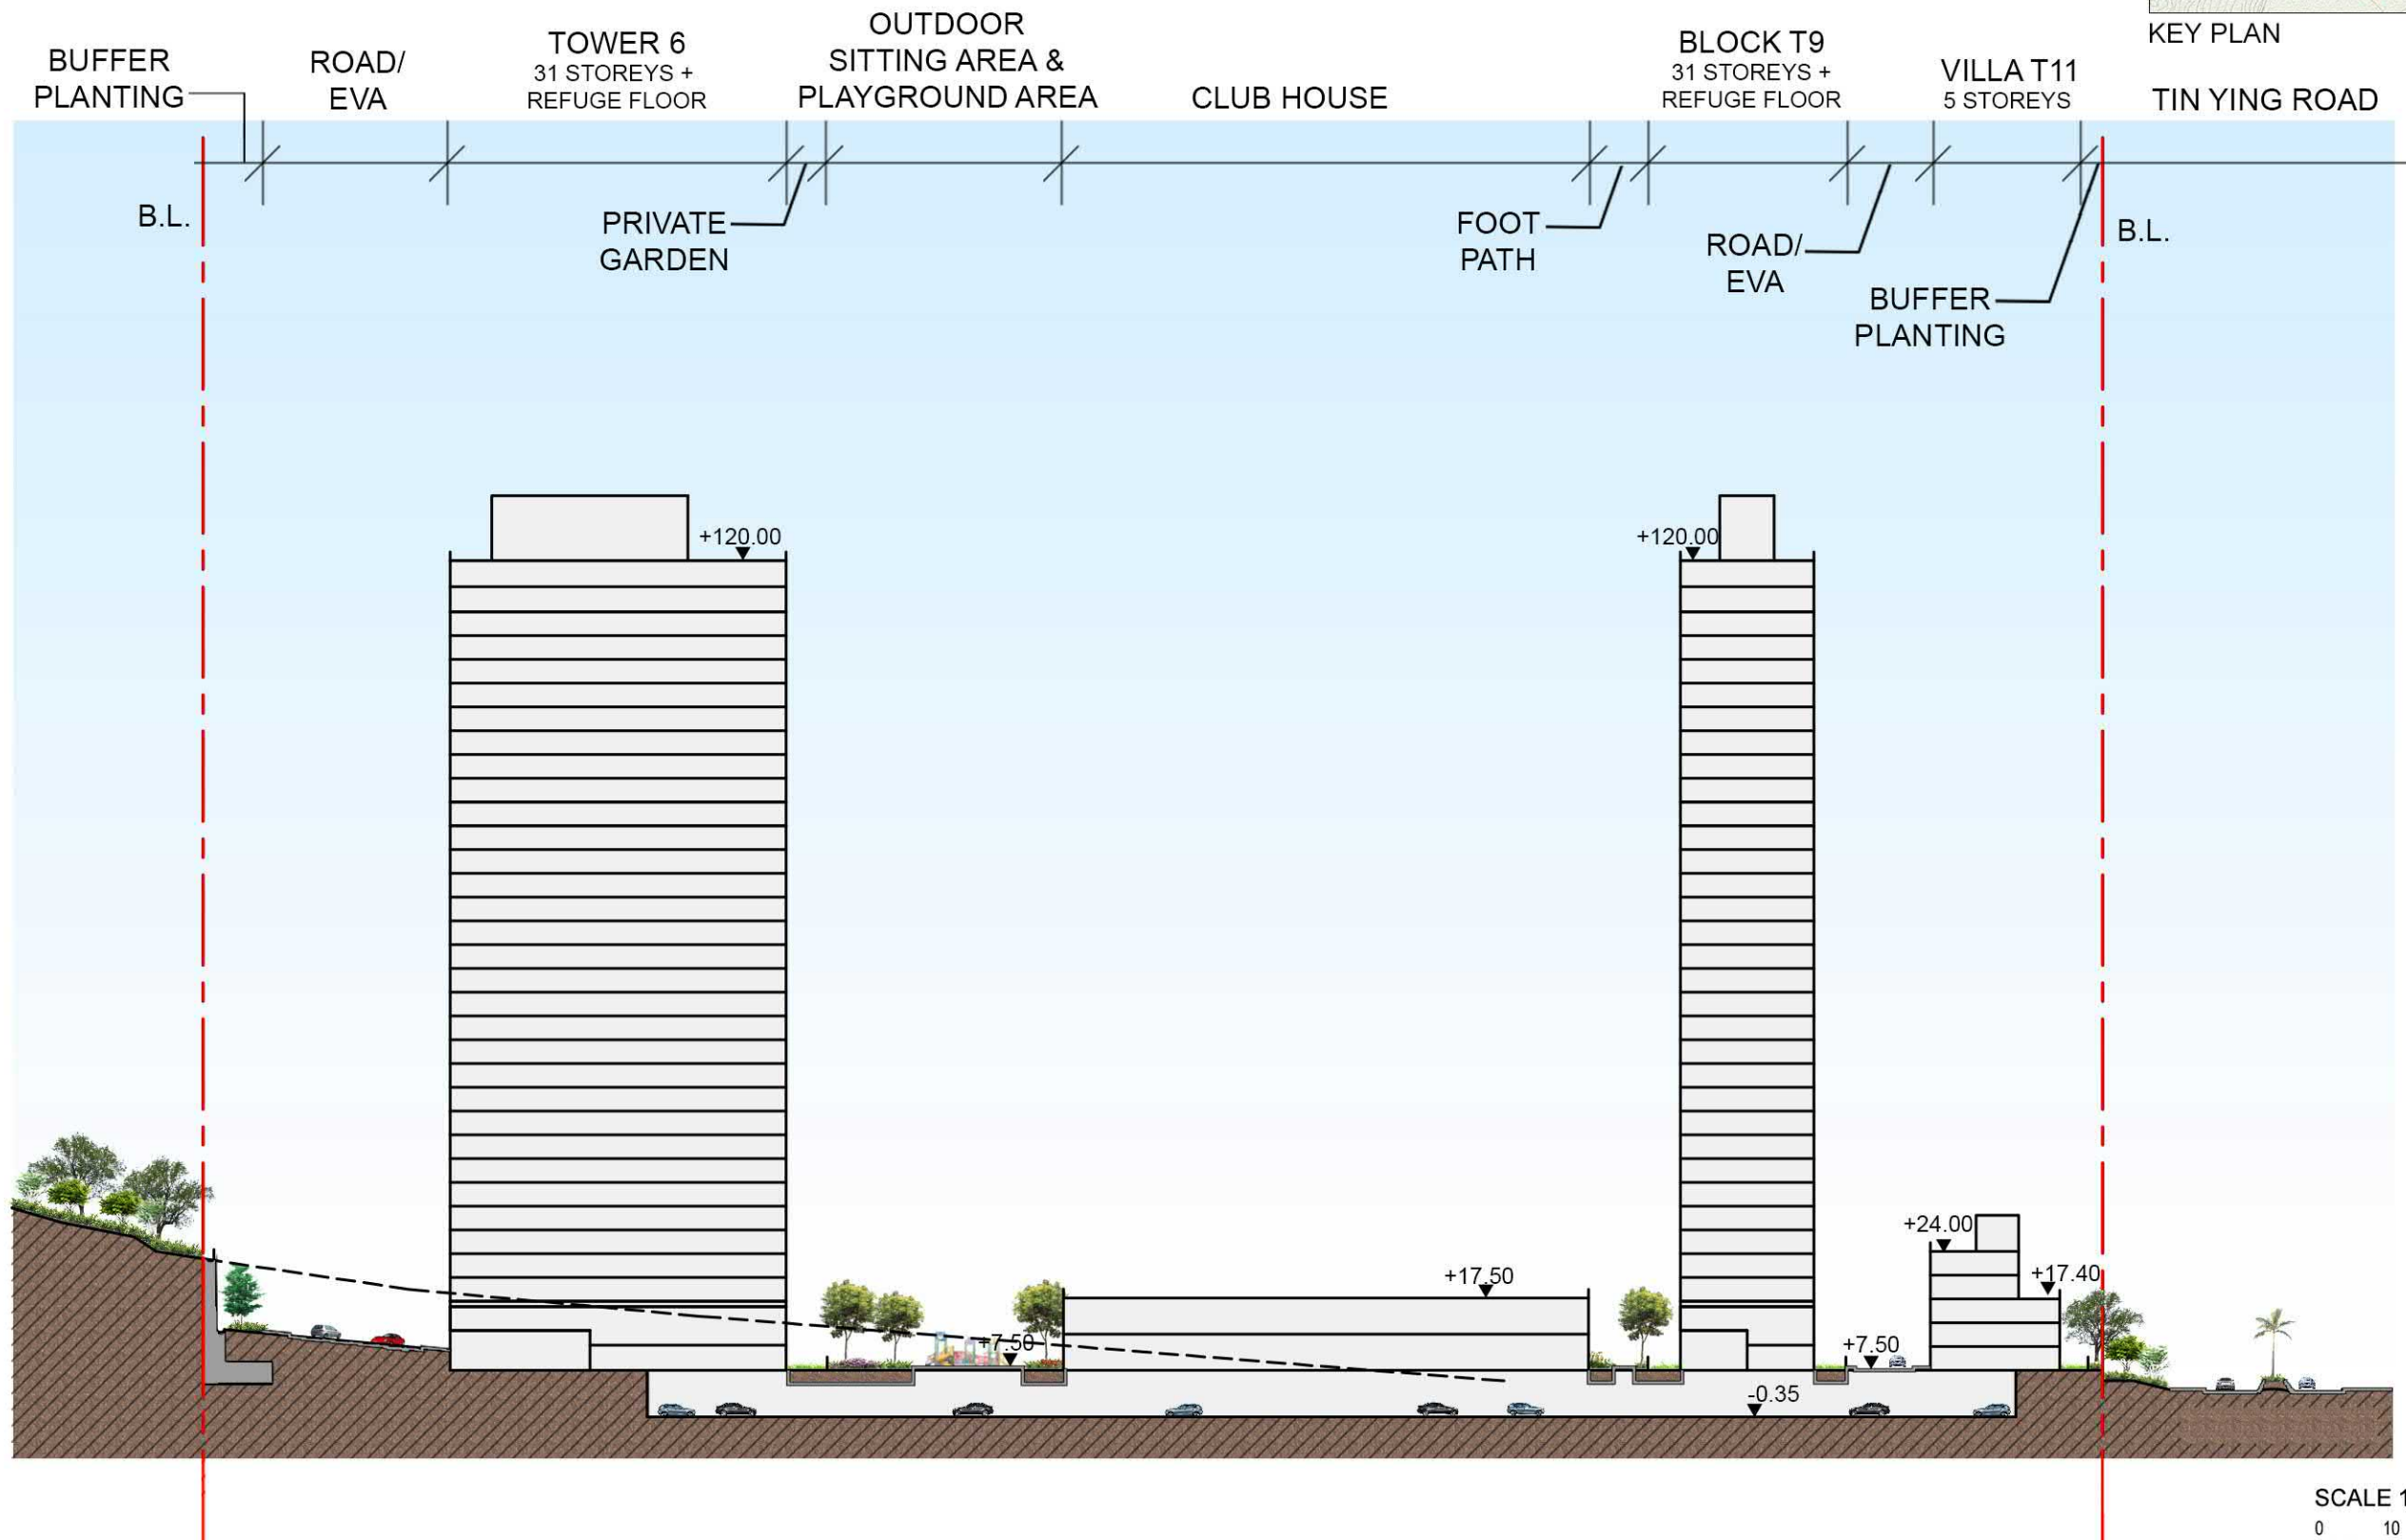 KEY PLAN
BUFFER
PLANTING
ROAD/
EVA
TOWER 6
31 STOREYS +
REFUGE FLOOR
OUTDOOR
SITTING AREA &
PLAYGROUND AREA
CLUB HOUSE
BLOCK T9
31 STOREYS +
REFUGE FLOOR
VILLA T11
5 STOREYS
TIN YING ROAD
B.L.
PRIVATE
GARDEN
FOOT
PATH
ROAD/
EVA
BUFFER
PLANTING
B.L.
+120.00
+120.00
+24.00
+17.40
+17.50
+7.50
+7.50
-0.35
SCALE 1
0 10